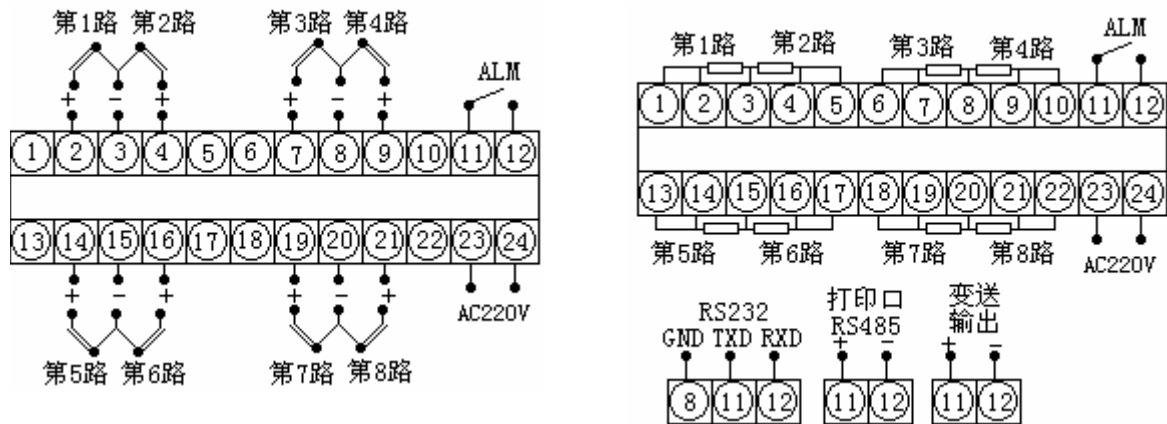 第1路 第2路 第3路 第4路
ALM
+ − + + − +
1 2 3 4 5 6 7 8 9 10 11 12
13 14 15 16 17 18 19 20 21 22 23 24
+ − + + − +
AC220V
第5路 第6路 第7路 第8路
ALM
第1路 第2路 第3路 第4路
1 2 3 4 5 6 7 8 9 10 11 12
13 14 15 16 17 18 19 20 21 22 23 24
第5路 第6路 第7路 第8路
AC220V
RS232
GND TXD RXD
8 11 12
打印口
RS485
+ −
11 12
变送
输出
+ −
11 12